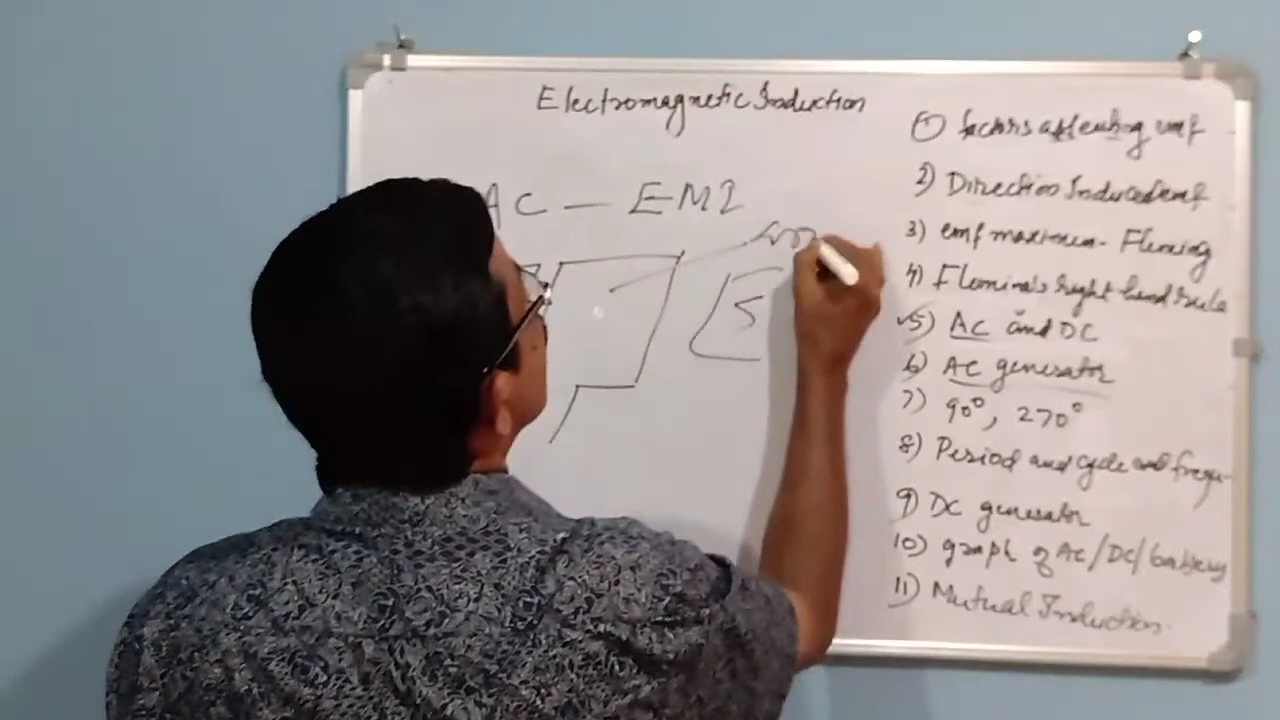 Electromagnetic Induction
AC — EMI
S
1) factors affecting emf
2) Direction Induced emf
3) emf maximum - Fleming
4) Fleming's right hand rule
5) AC and DC
6) AC generator
7) 90°, 270°
8) Period and cycle and frequ-
9) DC generator
10) graph of AC/DC/battery
11) Mutual Induction.